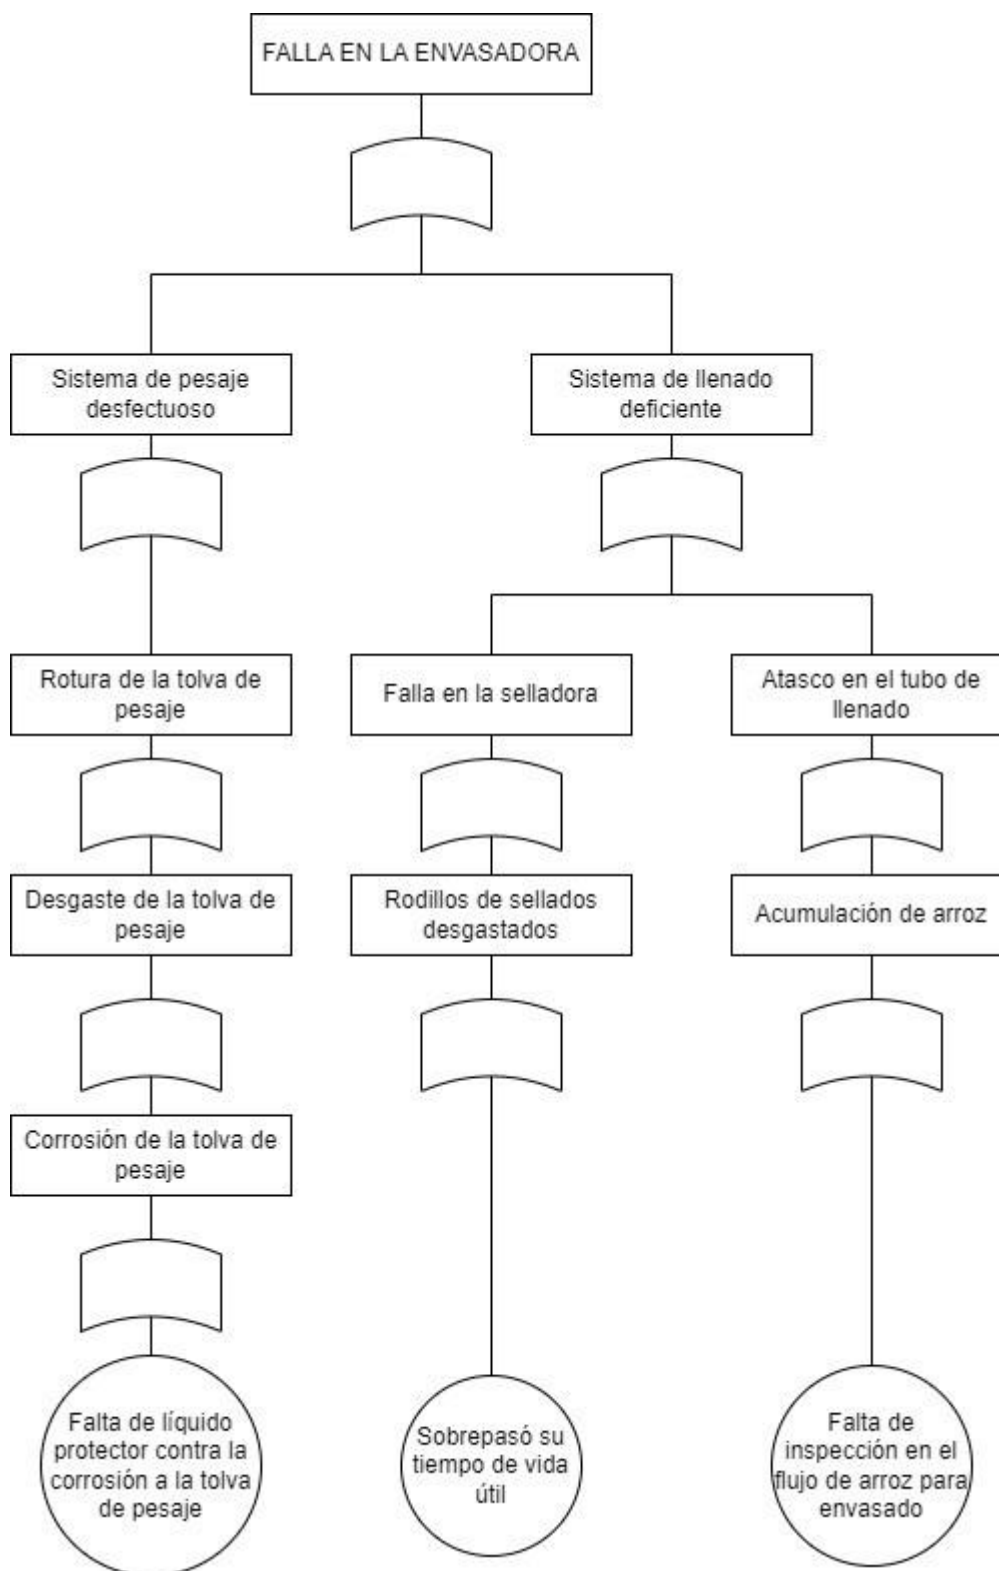 FALLA EN LA ENVASADORA
Sistema de pesaje
desfectuoso
Sistema de llenado
deficiente
Rotura de la tolva de
pesaje
Falla en la selladora
Atasco en el tubo de
llenado
Desgaste de la tolva de
pesaje
Rodillos de sellados
desgastados
Acumulación de arroz
Corrosión de la tolva de
pesaje
Falta de líquido
protector contra la
corrosión a la tolva
de pesaje
Sobrepasó su
tiempo de vida
útil
Falta de
inspección en el
flujo de arroz para
envasado